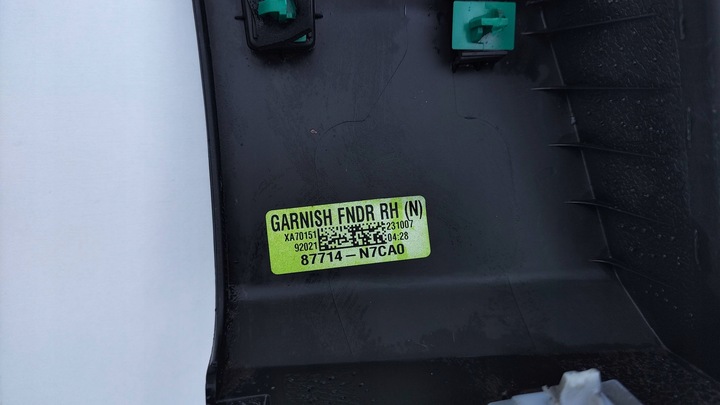 GARNISH FNDR RH (N)
XA70151 231007
92021 04:28
87714-N7CA0